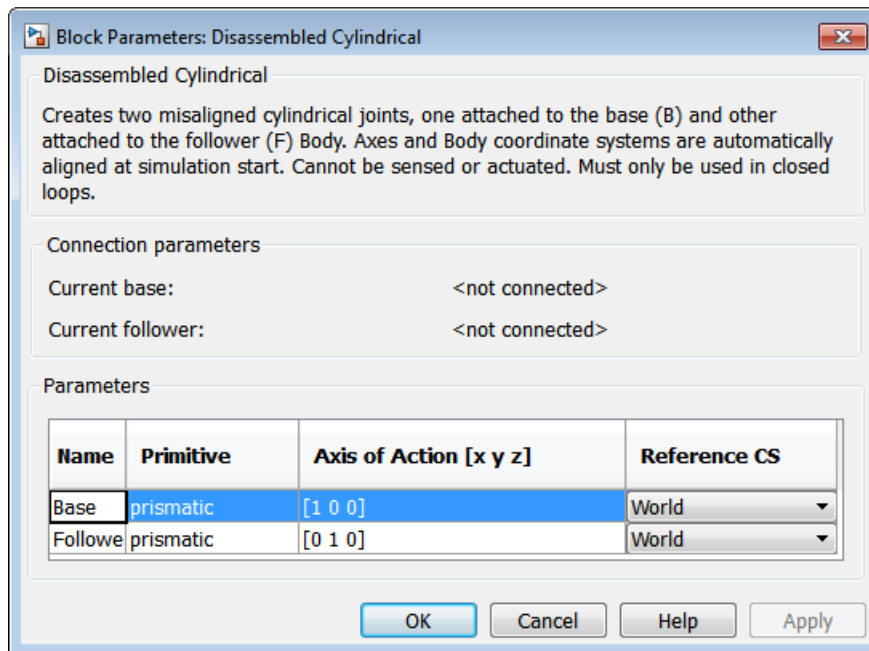 Block Parameters: Disassembled Cylindrical
Disassembled Cylindrical
Creates two misaligned cylindrical joints, one attached to the base (B) and other
attached to the follower (F) Body. Axes and Body coordinate systems are automatically
aligned at simulation start. Cannot be sensed or actuated. Must only be used in closed
loops.
Connection parameters
Current base: <not connected>
Current follower: <not connected>
Parameters
Name Primitive Axis of Action [x y z] Reference CS
Base prismatic [1 0 0] World
Followe prismatic [0 1 0] World
OK Cancel Help Apply